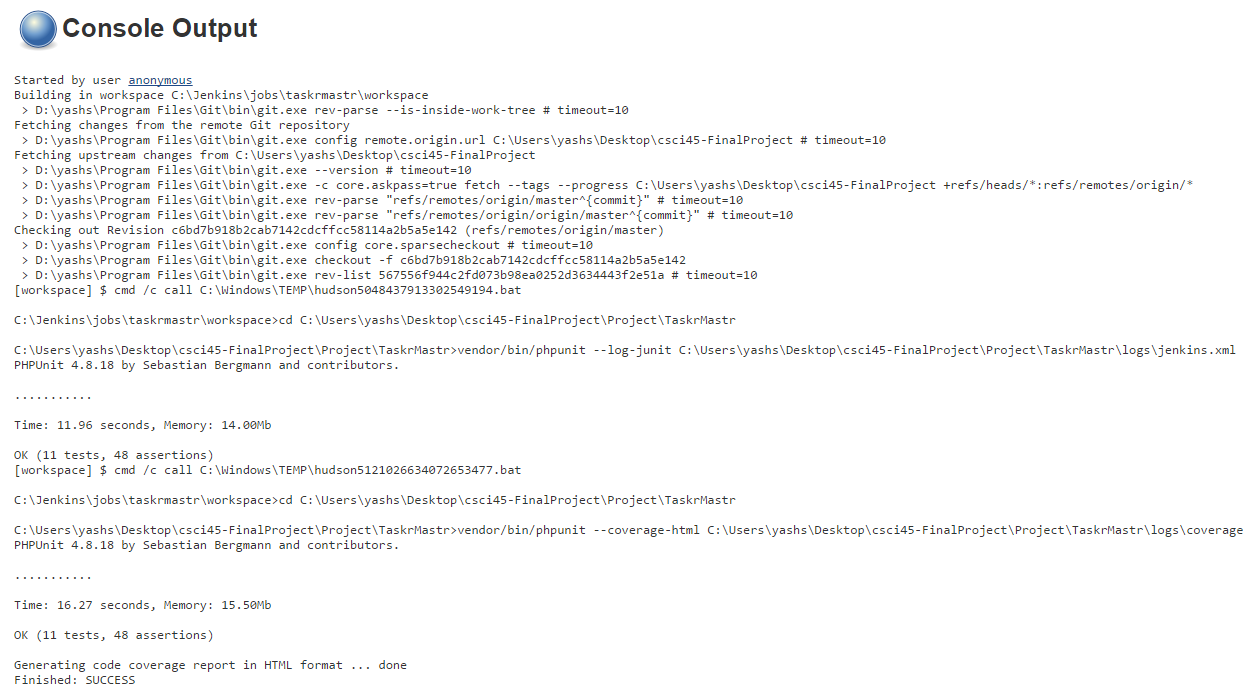 Console Output
Started by user anonymous
Building in workspace C:\Jenkins\jobs\taskrmastr\workspace
 > D:\yashs\Program Files\Git\bin\git.exe rev-parse --is-inside-work-tree # timeout=10
Fetching changes from the remote Git repository
 > D:\yashs\Program Files\Git\bin\git.exe config remote.origin.url C:\Users\yashs\Desktop\csci45-FinalProject # timeout=10
Fetching upstream changes from C:\Users\yashs\Desktop\csci45-FinalProject
 > D:\yashs\Program Files\Git\bin\git.exe --version # timeout=10
 > D:\yashs\Program Files\Git\bin\git.exe -c core.askpass=true fetch --tags --progress C:\Users\yashs\Desktop\csci45-FinalProject +refs/heads/*:refs/remotes/origin/*
 > D:\yashs\Program Files\Git\bin\git.exe rev-parse "refs/remotes/origin/master^{commit}" # timeout=10
 > D:\yashs\Program Files\Git\bin\git.exe rev-parse "refs/remotes/origin/origin/master^{commit}" # timeout=10
Checking out Revision c6bd7b918b2cab7142cdcffcc58114a2b5a5e142 (refs/remotes/origin/master)
 > D:\yashs\Program Files\Git\bin\git.exe config core.sparsecheckout # timeout=10
 > D:\yashs\Program Files\Git\bin\git.exe checkout -f c6bd7b918b2cab7142cdcffcc58114a2b5a5e142
 > D:\yashs\Program Files\Git\bin\git.exe rev-list 567556f944c2fd073b98ea0252d3634443f2e51a # timeout=10
[workspace] $ cmd /c call C:\Windows\TEMP\hudson5048437913302549194.bat
C:\Jenkins\jobs\taskrmastr\workspace>cd C:\Users\yashs\Desktop\csci45-FinalProject\Project\TaskrMastr
C:\Users\yashs\Desktop\csci45-FinalProject\Project\TaskrMastr>vendor/bin/phpunit --log-junit C:\Users\yashs\Desktop\csci45-FinalProject\Project\TaskrMastr\logs\jenkins.xml
PHPUnit 4.8.18 by Sebastian Bergmann and contributors.
...........
Time: 11.96 seconds, Memory: 14.00Mb
OK (11 tests, 48 assertions)
[workspace] $ cmd /c call C:\Windows\TEMP\hudson5121026634072653477.bat
C:\Jenkins\jobs\taskrmastr\workspace>cd C:\Users\yashs\Desktop\csci45-FinalProject\Project\TaskrMastr
C:\Users\yashs\Desktop\csci45-FinalProject\Project\TaskrMastr>vendor/bin/phpunit --coverage-html C:\Users\yashs\Desktop\csci45-FinalProject\Project\TaskrMastr\logs\coverage
PHPUnit 4.8.18 by Sebastian Bergmann and contributors.
...........
Time: 16.27 seconds, Memory: 15.50Mb
OK (11 tests, 48 assertions)
Generating code coverage report in HTML format ... done
Finished: SUCCESS